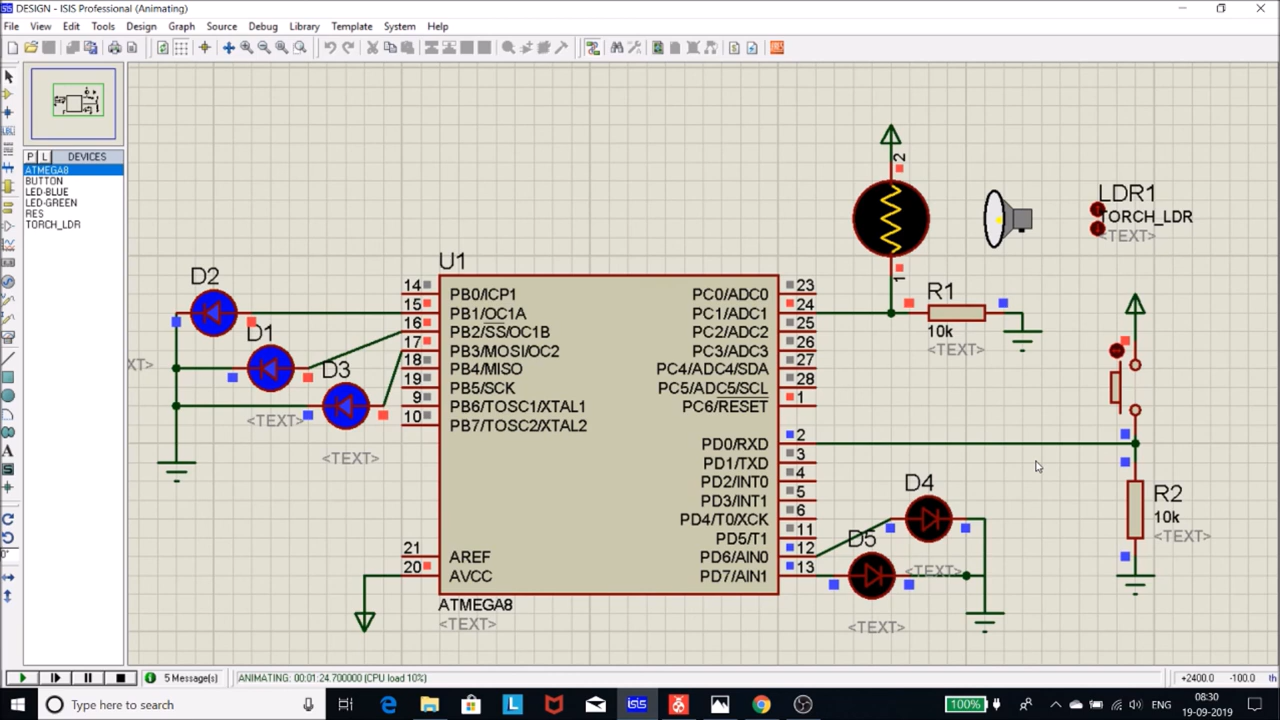 DESIGN - ISIS Professional (Animating)
File View Edit Tools Design Graph Source Debug Library Template System Help
P L DEVICES
ATMEGA8
BUTTON
LED-BLUE
LED-GREEN
RES
TORCH_LDR
2
1
LDR1
TORCH_LDR
<TEXT>
U1
D2
D1
D3
XT>
<TEXT>
<TEXT>
R1
10k
<TEXT>
14 PB0/ICP1 PC0/ADC0 23
15 PB1/OC1A PC1/ADC1 24
16 PB2/SS/OC1B PC2/ADC2 25
17 PB3/MOSI/OC2 PC3/ADC3 26
18 PB4/MISO PC4/ADC4/SDA 27
19 PB5/SCK PC5/ADC5/SCL 28
9 PB6/TOSC1/XTAL1 PC6/RESET 1
10 PB7/TOSC2/XTAL2
PD0/RXD 2
PD1/TXD 3
PD2/INT0 4
PD3/INT1 5
PD4/T0/XCK 6
PD5/T1 11
21 AREF PD6/AIN0 12
20 AVCC PD7/AIN1 13
ATMEGA8
<TEXT>
D4
<TEXT>
D5
<TEXT>
R2
10k
<TEXT>
5 Message(s) ANIMATING: 00:01:24.700000 (CPU load 10%) +2400.0 -100.0 th
Type here to search
100% ENG 08:30
19-09-2019